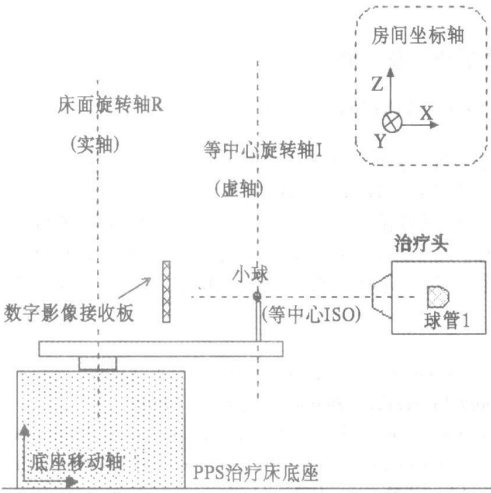 房间坐标轴
Z
X
Y
床面旋转轴R
(实轴)
等中心旋转轴I
(虚轴)
治疗头
小球
数字影像接收板
(等中心ISO)
球管1
底座移动轴
PPS治疗床底座